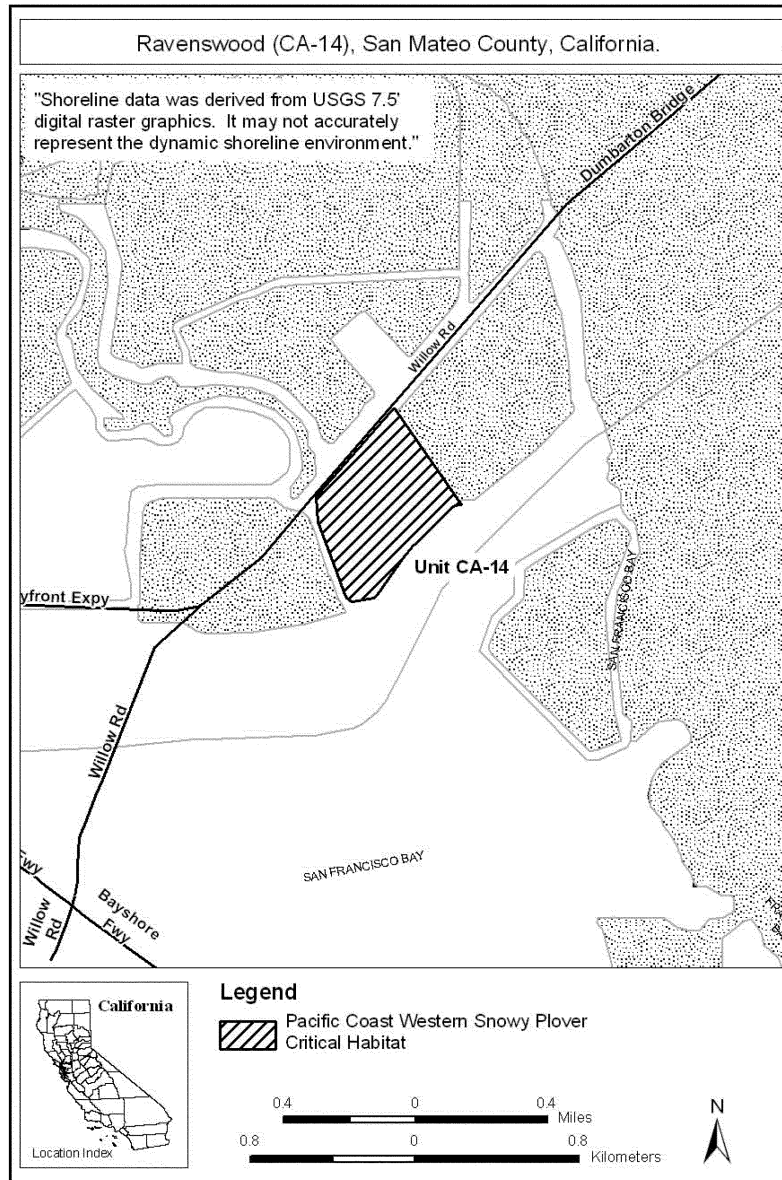 Ravenswood (CA-14), San Mateo County, California.
"Shoreline data was derived from USGS 7.5'
digital raster graphics. It may not accurately
represent the dynamic shoreline environment."
Dumbarton Bridge
Willow Rd
Unit CA-14
yfront Expy
SAN FRANCISCO BAY
Willow Rd
SAN FRANCISCO BAY
Fwy
Bayshore
Fwy
Willow
Rd
California
Location Index
Legend
Pacific Coast Western Snowy Plover
Critical Habitat
0.4 0 0.4
Miles
0.8 0 0.8
Kilometers
N